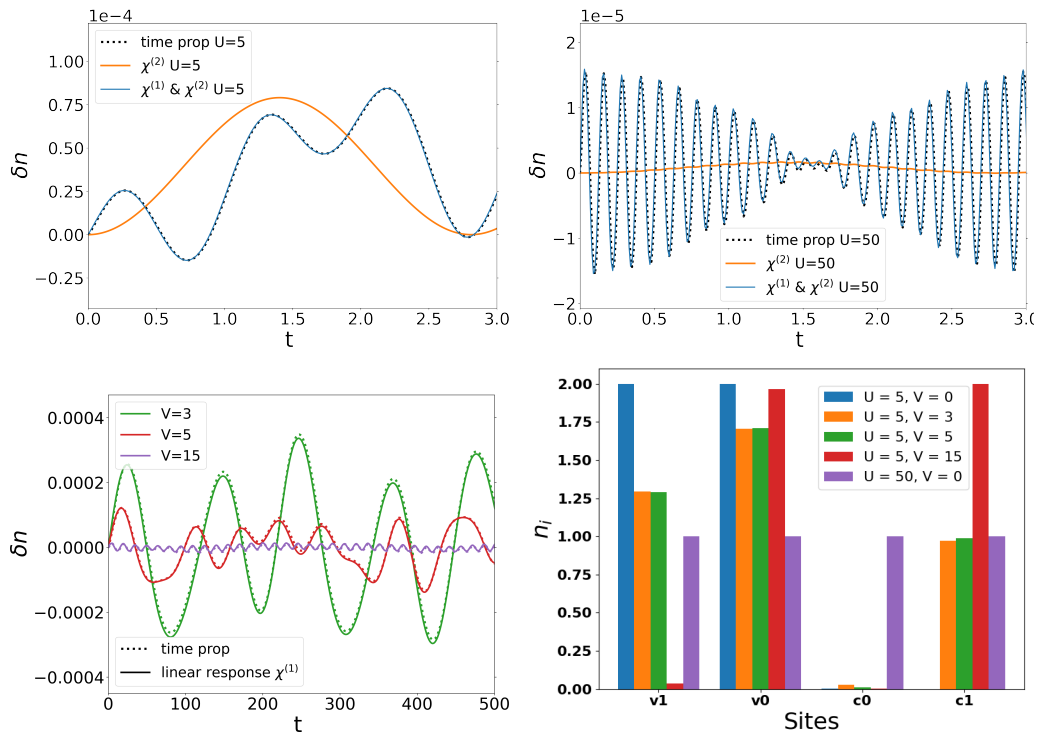 1e−4
1.00
0.75
0.50
0.25
0.00
−0.25
δn
time prop U=5
χ⁽²⁾ U=5
χ⁽¹⁾ & χ⁽²⁾ U=5
0.0 0.5 1.0 1.5 2.0 2.5 3.0
t
1e−5
2
1
0
−1
−2
δn
time prop U=50
χ⁽²⁾ U=50
χ⁽¹⁾ & χ⁽²⁾ U=50
0.0 0.5 1.0 1.5 2.0 2.5 3.0
t
0.0004
0.0002
0.0000
−0.0002
−0.0004
δn
V=3
V=5
V=15
time prop
linear response χ⁽¹⁾
0 100 200 300 400 500
t
2.00
1.75
1.50
1.25
1.00
0.75
0.50
0.25
0.00
nᵢ
U = 5, V = 0
U = 5, V = 3
U = 5, V = 5
U = 5, V = 15
U = 50, V = 0
v1 v0 c0 c1
Sites